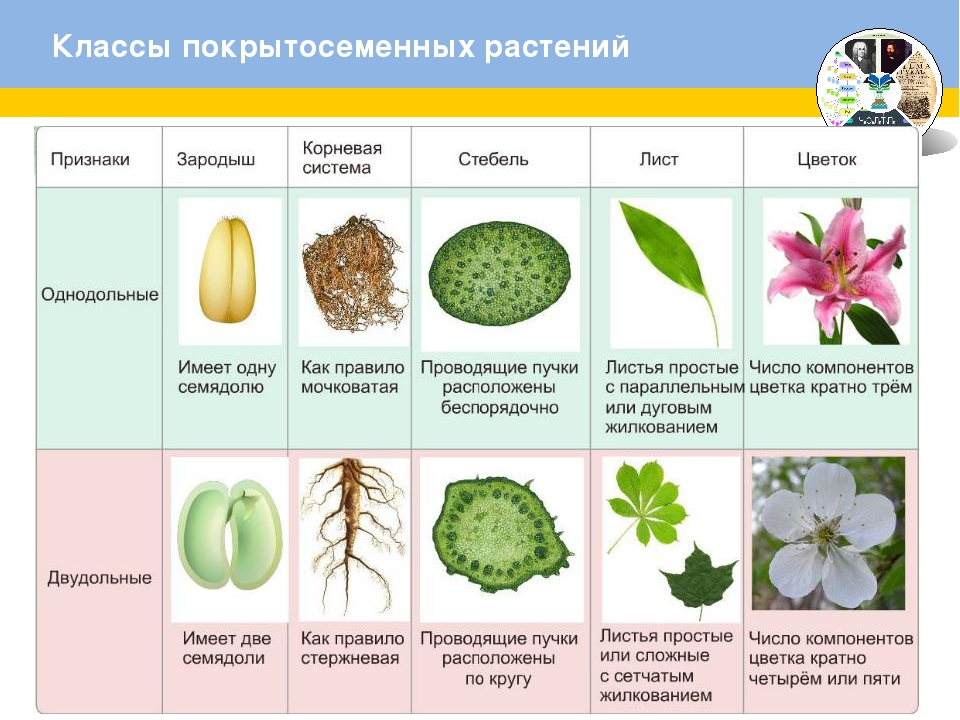 Классы покрытосеменных растений
Признаки
Зародыш
Корневая
система
Стебель
Лист
Цветок
Однодольные
Имеет одну
семядолю
Как правило
мочковатая
Проводящие пучки
расположены
беспорядочно
Листья простые
с параллельным
или дуговым
жилкованием
Число компонентов
цветка кратно трём
Двудольные
Имеет две
семядоли
Как правило
стержневая
Проводящие пучки
расположены
по кругу
Листья простые
или сложные
с сетчатым
жилкованием
Число компонентов
цветка кратно
четырём или пяти